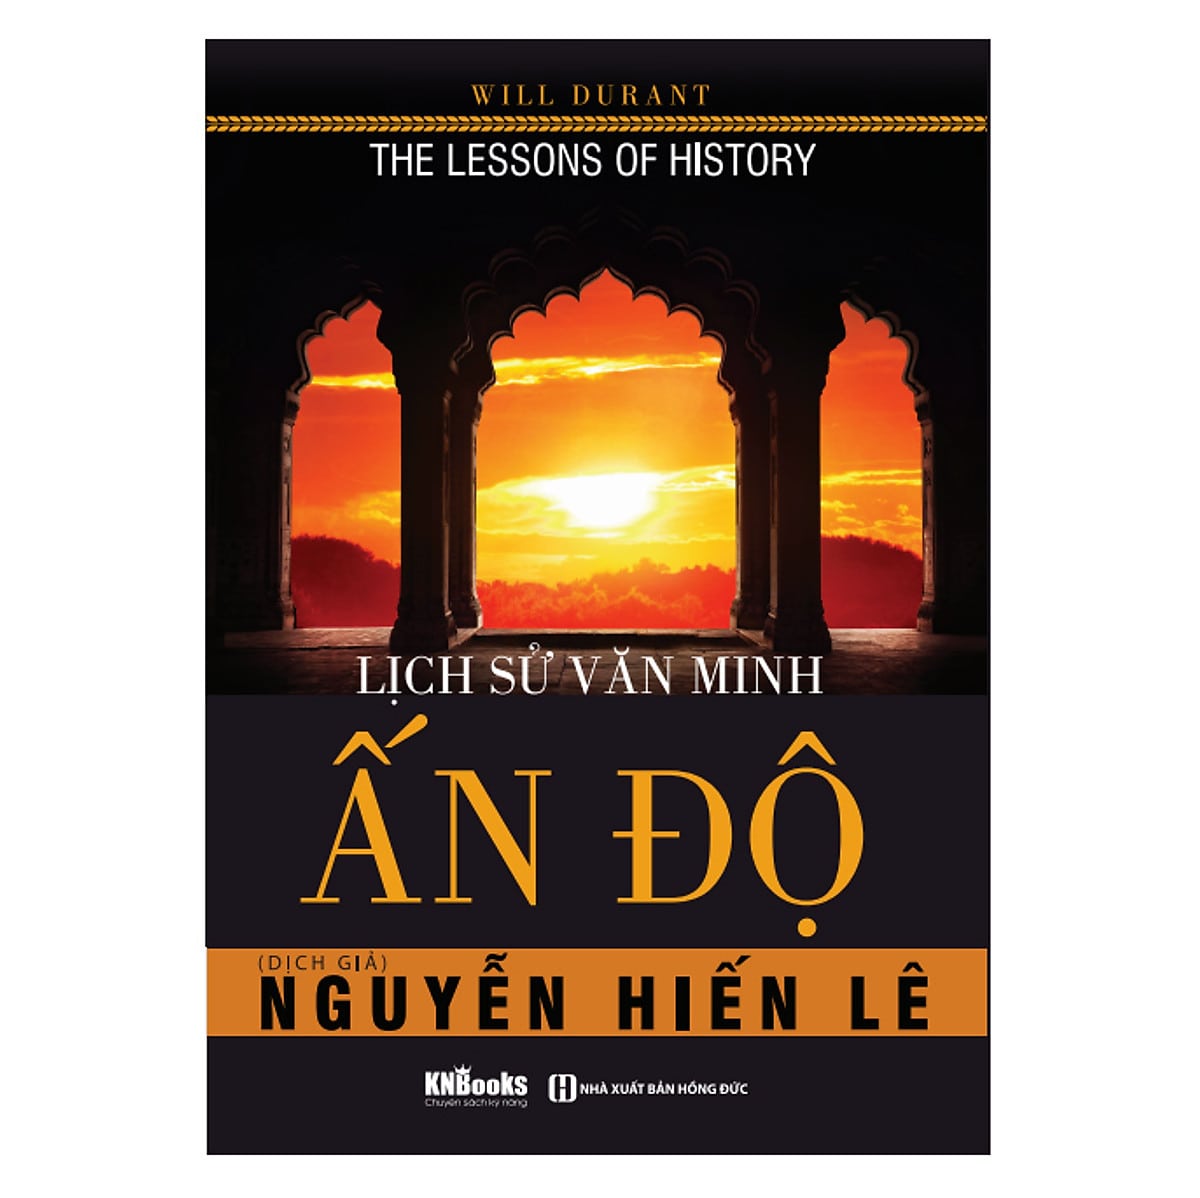 WILL DURANT
THE LESSONS OF HISTORY
LỊCH SỬ VĂN MINH
ẤN ĐỘ
(DỊCH GIẢ)
NGUYỄN HIẾN LÊ
KNBooks
Chuyên sách kỹ năng
NHÀ XUẤT BẢN HỒNG ĐỨC